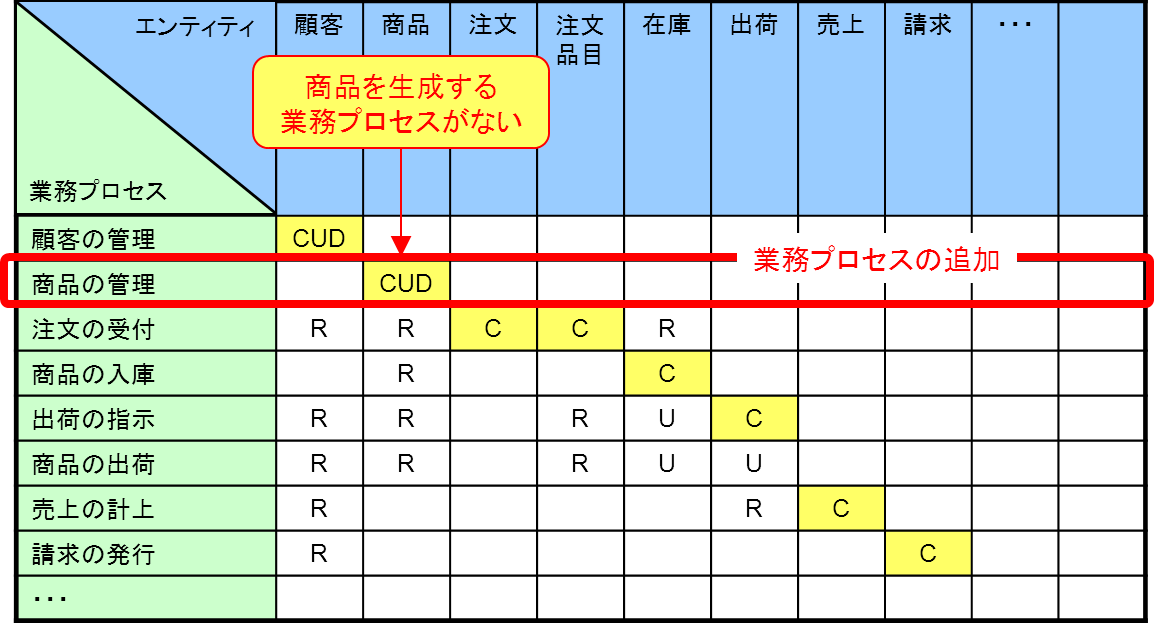 エンティティ 顧客 商品 注文 注文 在庫 出荷 売上 請求 ･･･
品目
商品を生成する
業務プロセスがない
業務プロセス
顧客の管理 CUD
業務プロセスの追加
商品の管理 CUD
注文の受付 R R C C R
商品の入庫 R C
出荷の指示 R R R U C
商品の出荷 R R R U U
売上の計上 R R C
請求の発行 R C
･･･